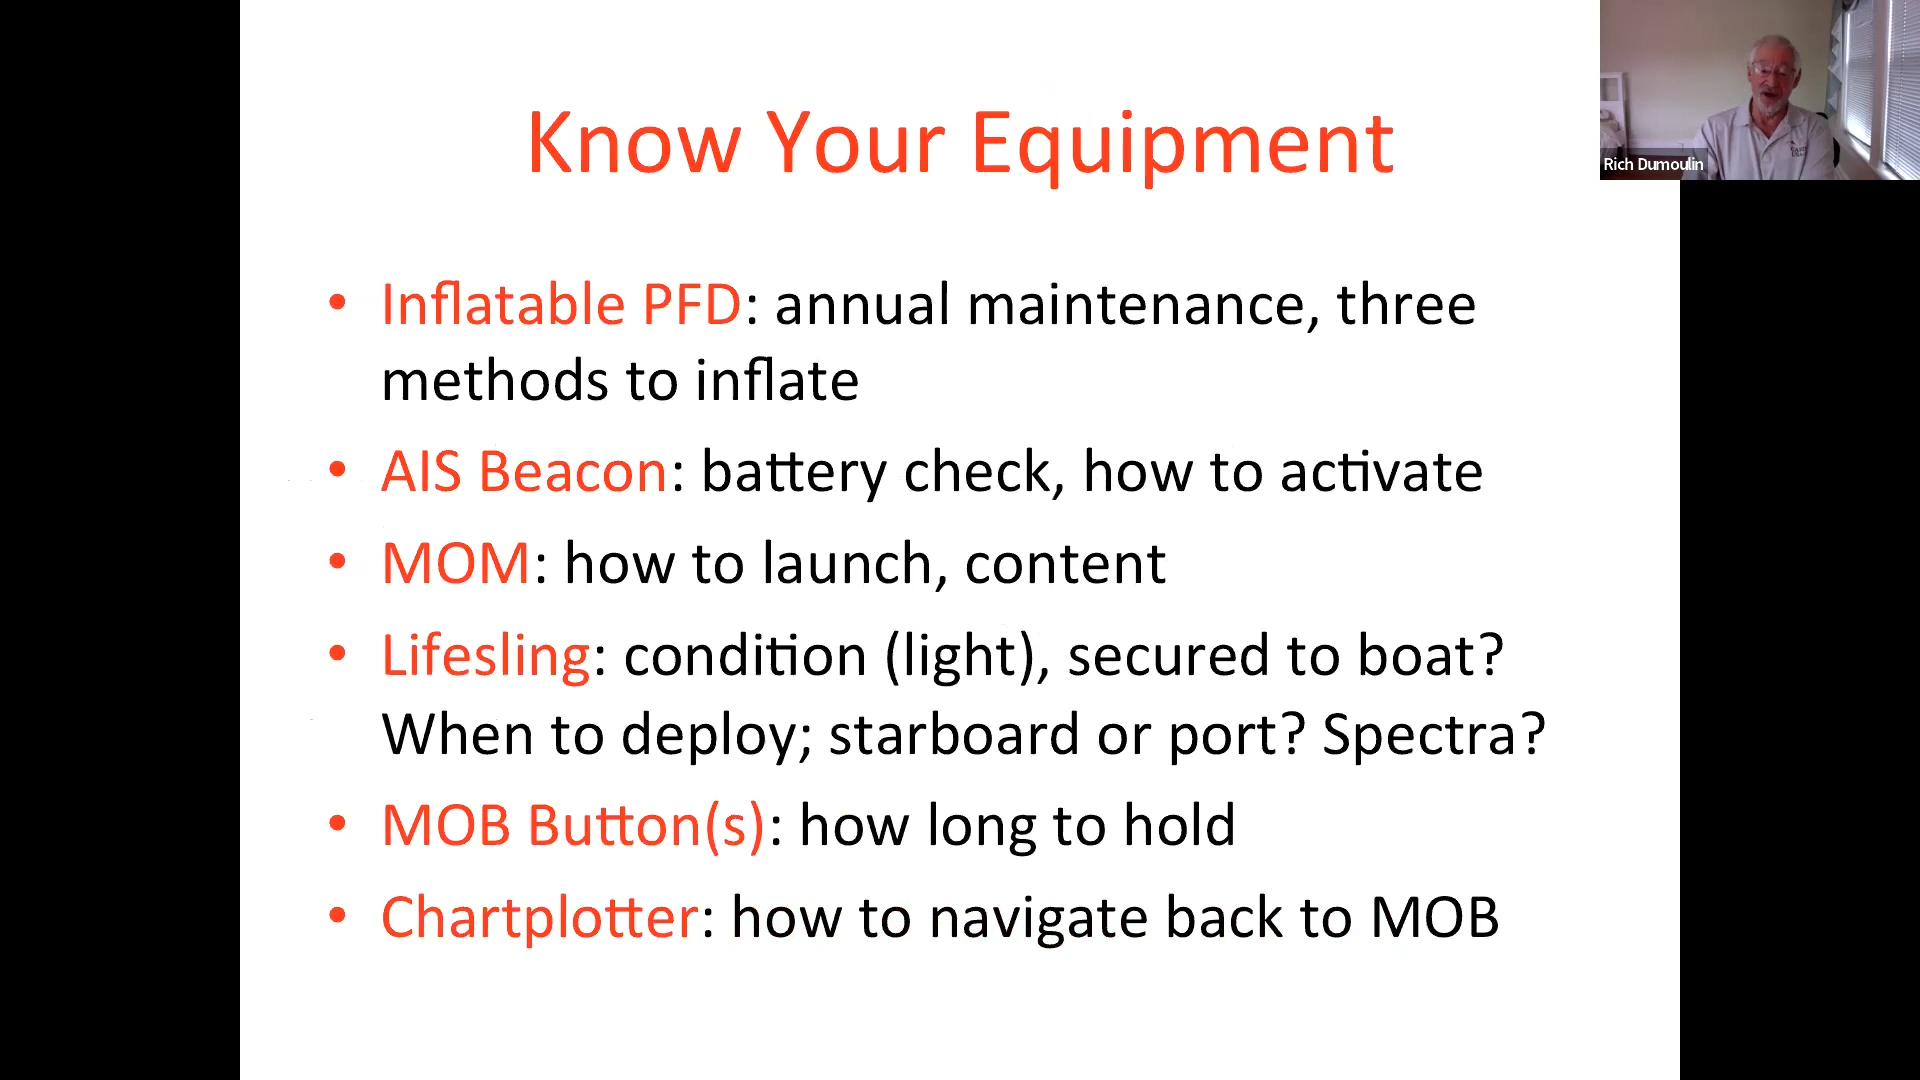 Know Your Equipment
Rich Dumoulin
• Inflatable PFD: annual maintenance, three
methods to inflate
• AIS Beacon: battery check, how to activate
• MOM: how to launch, content
• Lifesling: condition (light), secured to boat?
When to deploy; starboard or port? Spectra?
• MOB Button(s): how long to hold
• Chartplotter: how to navigate back to MOB